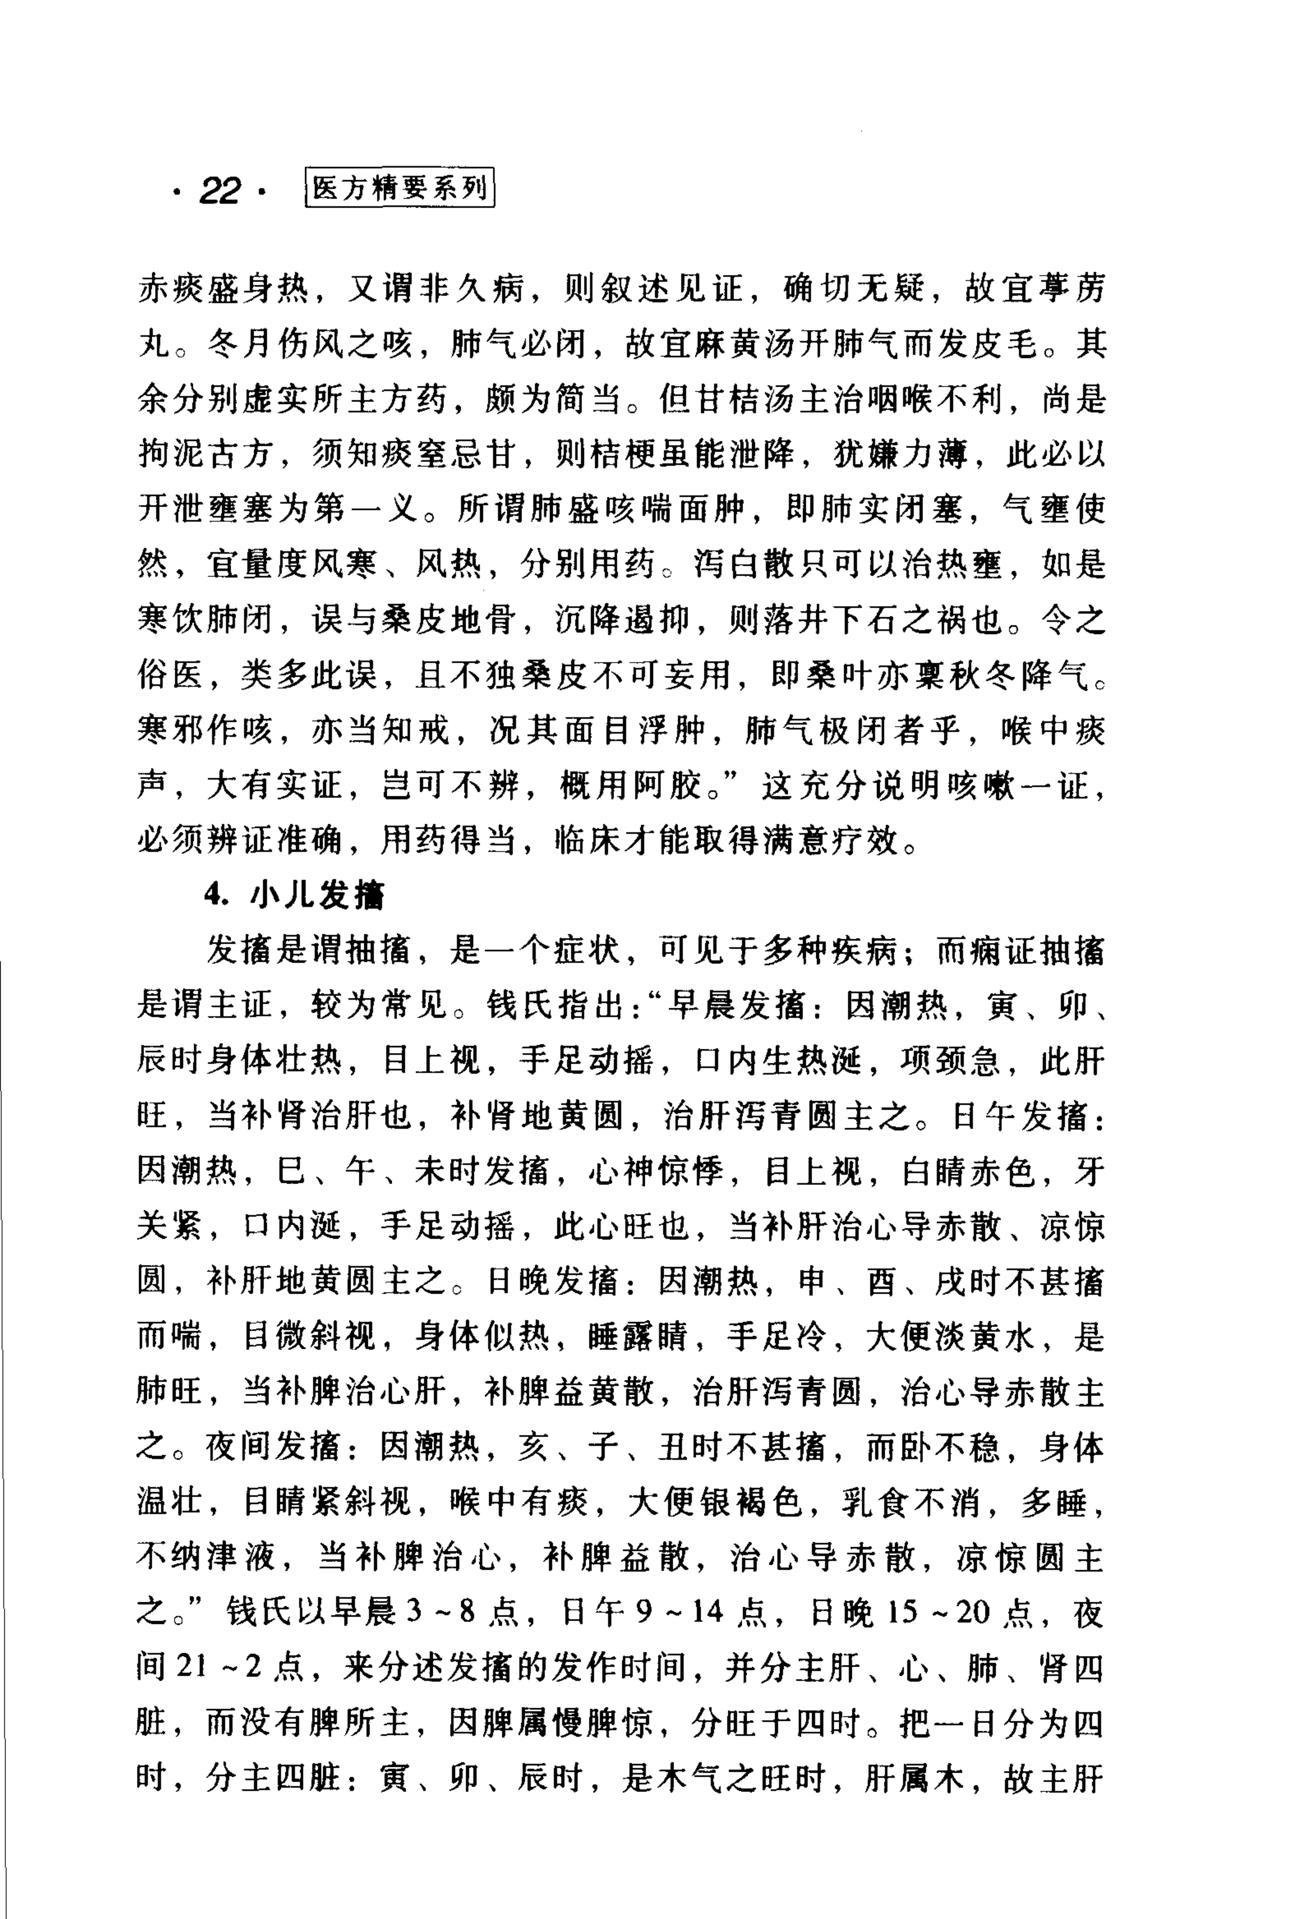 · 22 · 医方精要系列
赤痰盛身热，又谓非久病，则叙述见证，确切无疑，故宜葶苈
丸。冬月伤风之咳，肺气必闭，故宜麻黄汤开肺气而发皮毛。其
余分别虚实所主方药，颇为简当。但甘桔汤主治咽喉不利，尚是
拘泥古方，须知痰窒忌甘，则桔梗虽能泄降，犹嫌力薄，此必以
开泄壅塞为第一义。所谓肺盛咳喘面肿，即肺实闭塞，气壅使
然，宜量度风寒、风热，分别用药。泻白散只可以治热壅，如是
寒饮肺闭，误与桑皮地骨，沉降遏抑，则落井下石之祸也。令之
俗医，类多此误，且不独桑皮不可妄用，即桑叶亦禀秋冬降气。
寒邪作咳，亦当知戒，况其面目浮肿，肺气极闭者乎，喉中痰
声，大有实证，岂可不辨，概用阿胶。”这充分说明咳嗽一证，
必须辨证准确，用药得当，临床才能取得满意疗效。
4. 小儿发搐
发搐是谓抽搐，是一个症状，可见于多种疾病；而痫证抽搐
是谓主证，较为常见。钱氏指出：“早晨发搐：因潮热，寅、卯、
辰时身体壮热，目上视，手足动摇，口内生热涎，项颈急，此肝
旺，当补肾治肝也，补肾地黄圆，治肝泻青圆主之。日午发搐：
因潮热，巳、午、未时发搐，心神惊悸，目上视，白睛赤色，牙
关紧，口内涎，手足动摇，此心旺也，当补肝治心导赤散、凉惊
圆，补肝地黄圆主之。日晚发搐：因潮热，申、酉、戌时不甚搐
而喘，目微斜视，身体似热，睡露睛，手足冷，大便淡黄水，是
肺旺，当补脾治心肝，补脾益黄散，治肝泻青圆，治心导赤散主
之。夜间发搐：因潮热，亥、子、丑时不甚搐，而卧不稳，身体
温壮，目睛紧斜视，喉中有痰，大便银褐色，乳食不消，多睡，
不纳津液，当补脾治心，补脾益散，治心导赤散，凉惊圆主
之。”钱氏以早晨 3～8 点，日午 9～14 点，日晚 15～20 点，夜
间 21～2 点，来分述发搐的发作时间，并分主肝、心、肺、肾四
脏，而没有脾所主，因脾属慢脾惊，分旺于四时。把一日分为四
时，分主四脏：寅、卯、辰时，是木气之旺时，肝属木，故主肝